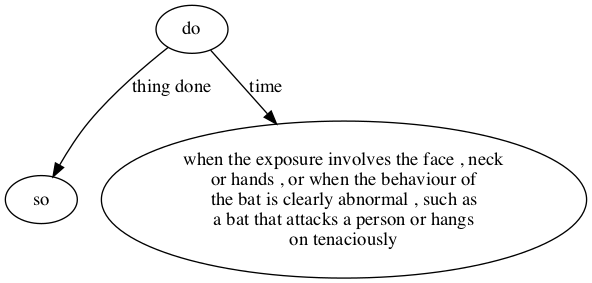 do
thing done
time
so
when the exposure involves the face , neck
or hands , or when the behaviour of
the bat is clearly abnormal , such as
a bat that attacks a person or hangs
on tenaciously